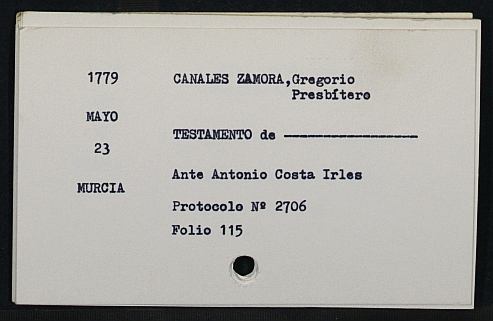 1779 CANALES ZAMORA,Gregorio
Presbítero
MAYO
TESTAMENTO de -----------------
23
Ante Antonio Costa Irles
MURCIA
Protocolo Nº 2706
Folio 115